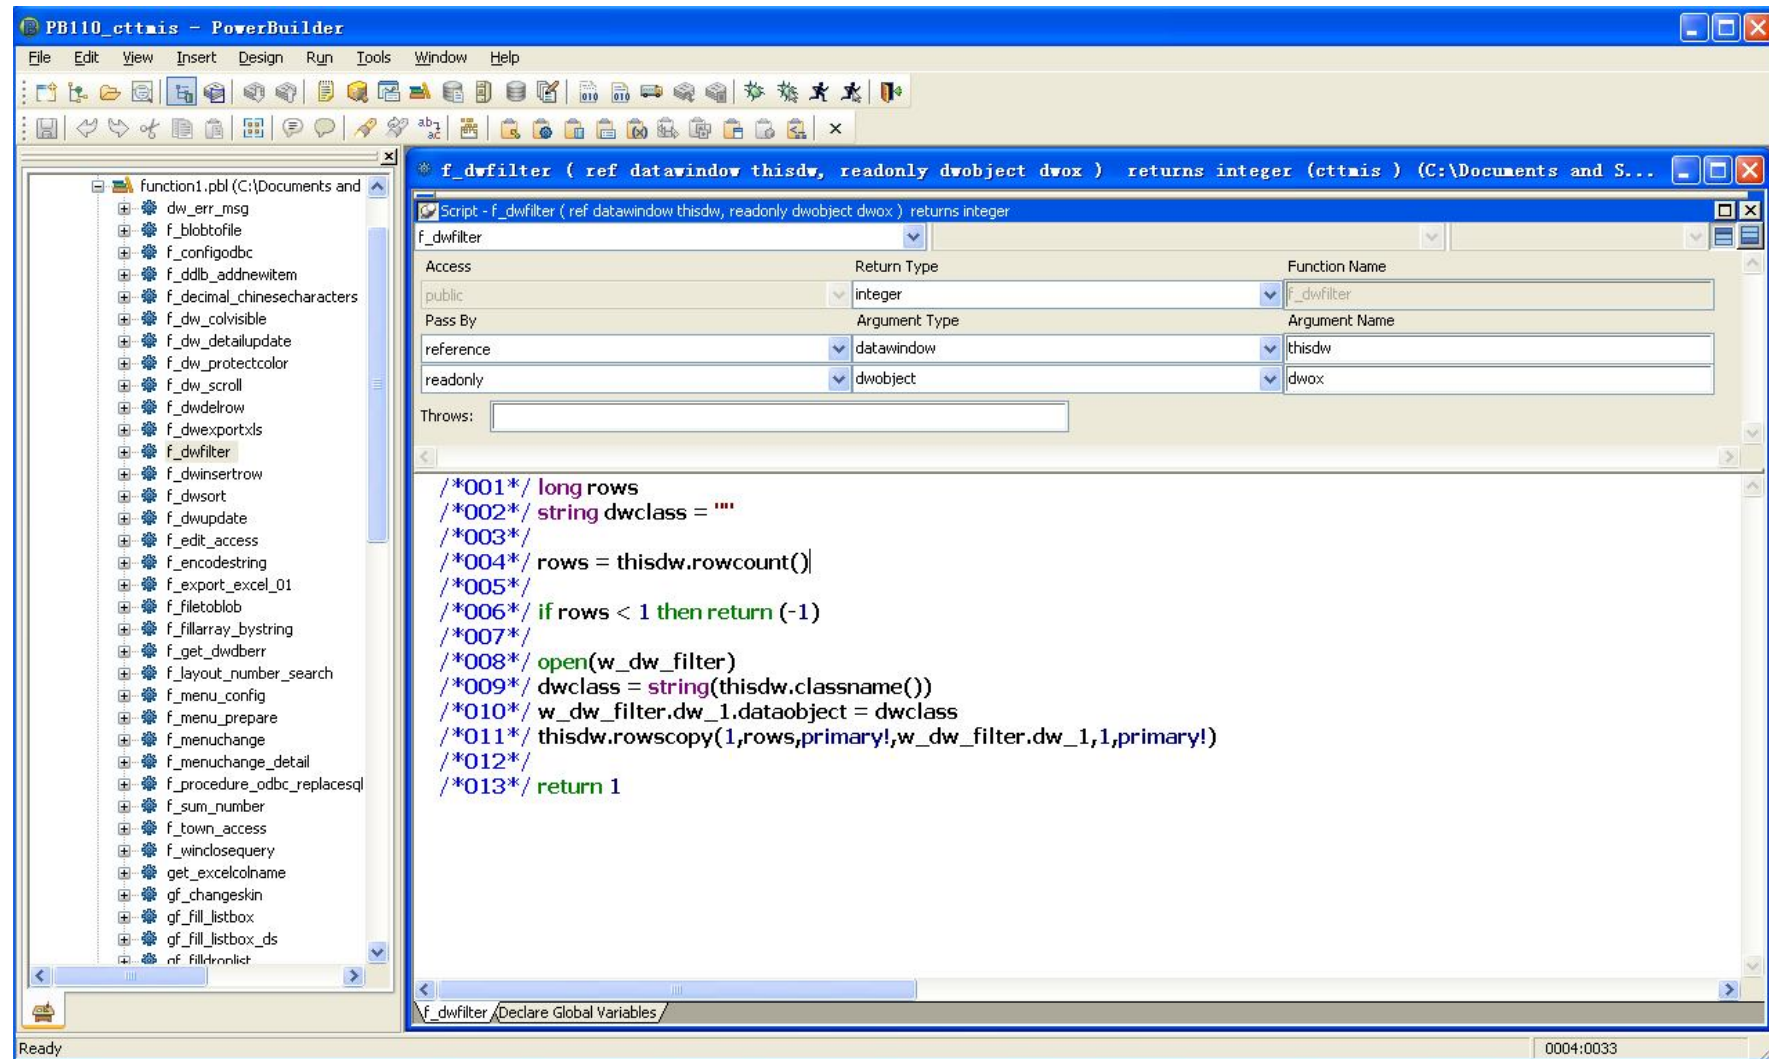 PB110_cttmis - PowerBuilder
File Edit View Insert Design Run Tools Window Help
function1.pbl (C:\Documents and
dw_err_msg
f_blobtofile
f_configodbc
f_ddlb_addnewitem
f_decimal_chinesecharacters
f_dw_colvisible
f_dw_detailupdate
f_dw_protectcolor
f_dw_scroll
f_dwdelrow
f_dwexportxls
f_dwfilter
f_dwinsertrow
f_dwsort
f_dwupdate
f_edit_access
f_encodestring
f_export_excel_01
f_filetoblob
f_fillarray_bystring
f_get_dwdberr
f_layout_number_search
f_menu_config
f_menu_prepare
f_menuchange
f_menuchange_detail
f_procedure_odbc_replacesql
f_sum_number
f_town_access
f_winclosequery
get_excelcolname
gf_changeskin
gf_fill_listbox
gf_fill_listbox_ds
gf_filldroplist
f_dwfilter ( ref datawindow thisdw, readonly dwobject dwox ) returns integer (cttmis ) (C:\Documents and S...
Script - f_dwfilter ( ref datawindow thisdw, readonly dwobject dwox ) returns integer
f_dwfilter
Access Return Type Function Name
public integer f_dwfilter
Pass By Argument Type Argument Name
reference datawindow thisdw
readonly dwobject dwox
Throws:
/*001*/ long rows
/*002*/ string dwclass = ""
/*003*/
/*004*/ rows = thisdw.rowcount()
/*005*/
/*006*/ if rows < 1 then return (-1)
/*007*/
/*008*/ open(w_dw_filter)
/*009*/ dwclass = string(thisdw.classname())
/*010*/ w_dw_filter.dw_1.dataobject = dwclass
/*011*/ thisdw.rowscopy(1,rows,primary!,w_dw_filter.dw_1,1,primary!)
/*012*/
/*013*/ return 1
f_dwfilter Declare Global Variables
Ready 0004:0033